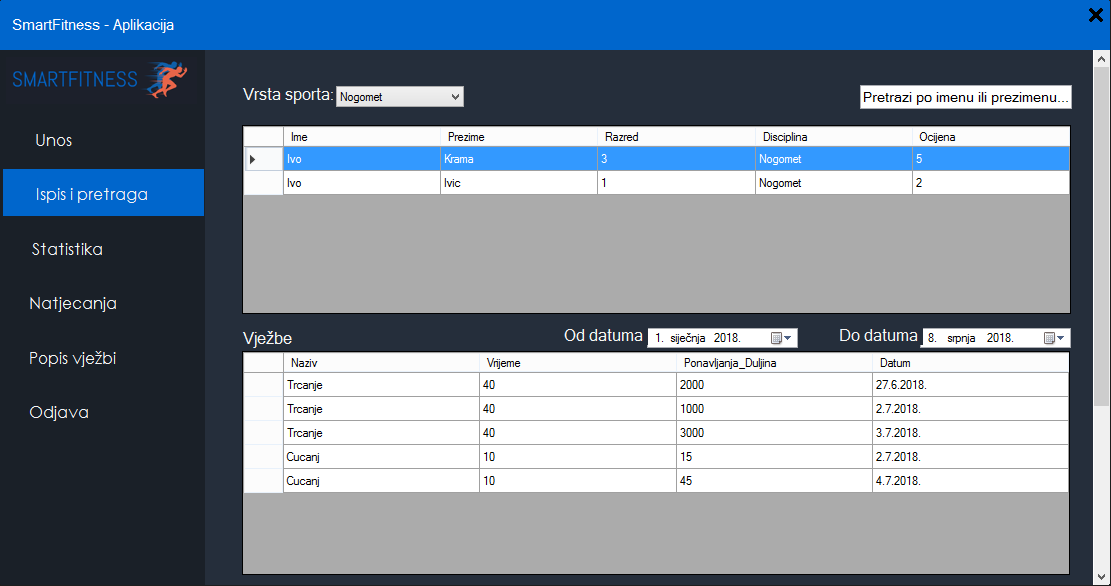 SmartFitness - Aplikacija
SMARTFITNESS
Unos
Ispis i pretraga
Statistika
Natjecanja
Popis vježbi
Odjava
Vrsta sporta: Nogomet
Pretrazi po imenu ili prezimenu...
Ime Prezime Razred Disciplina Ocijena
Ivo Krama 3 Nogomet 5
Ivo Ivic 1 Nogomet 2
Vježbe Od datuma 1. siječnja 2018. Do datuma 8. srpnja 2018.
Naziv Vrijeme Ponavljanja_Duljina Datum
Trcanje 40 2000 27.6.2018.
Trcanje 40 1000 2.7.2018.
Trcanje 40 3000 3.7.2018.
Cucanj 10 15 2.7.2018.
Cucanj 10 45 4.7.2018.